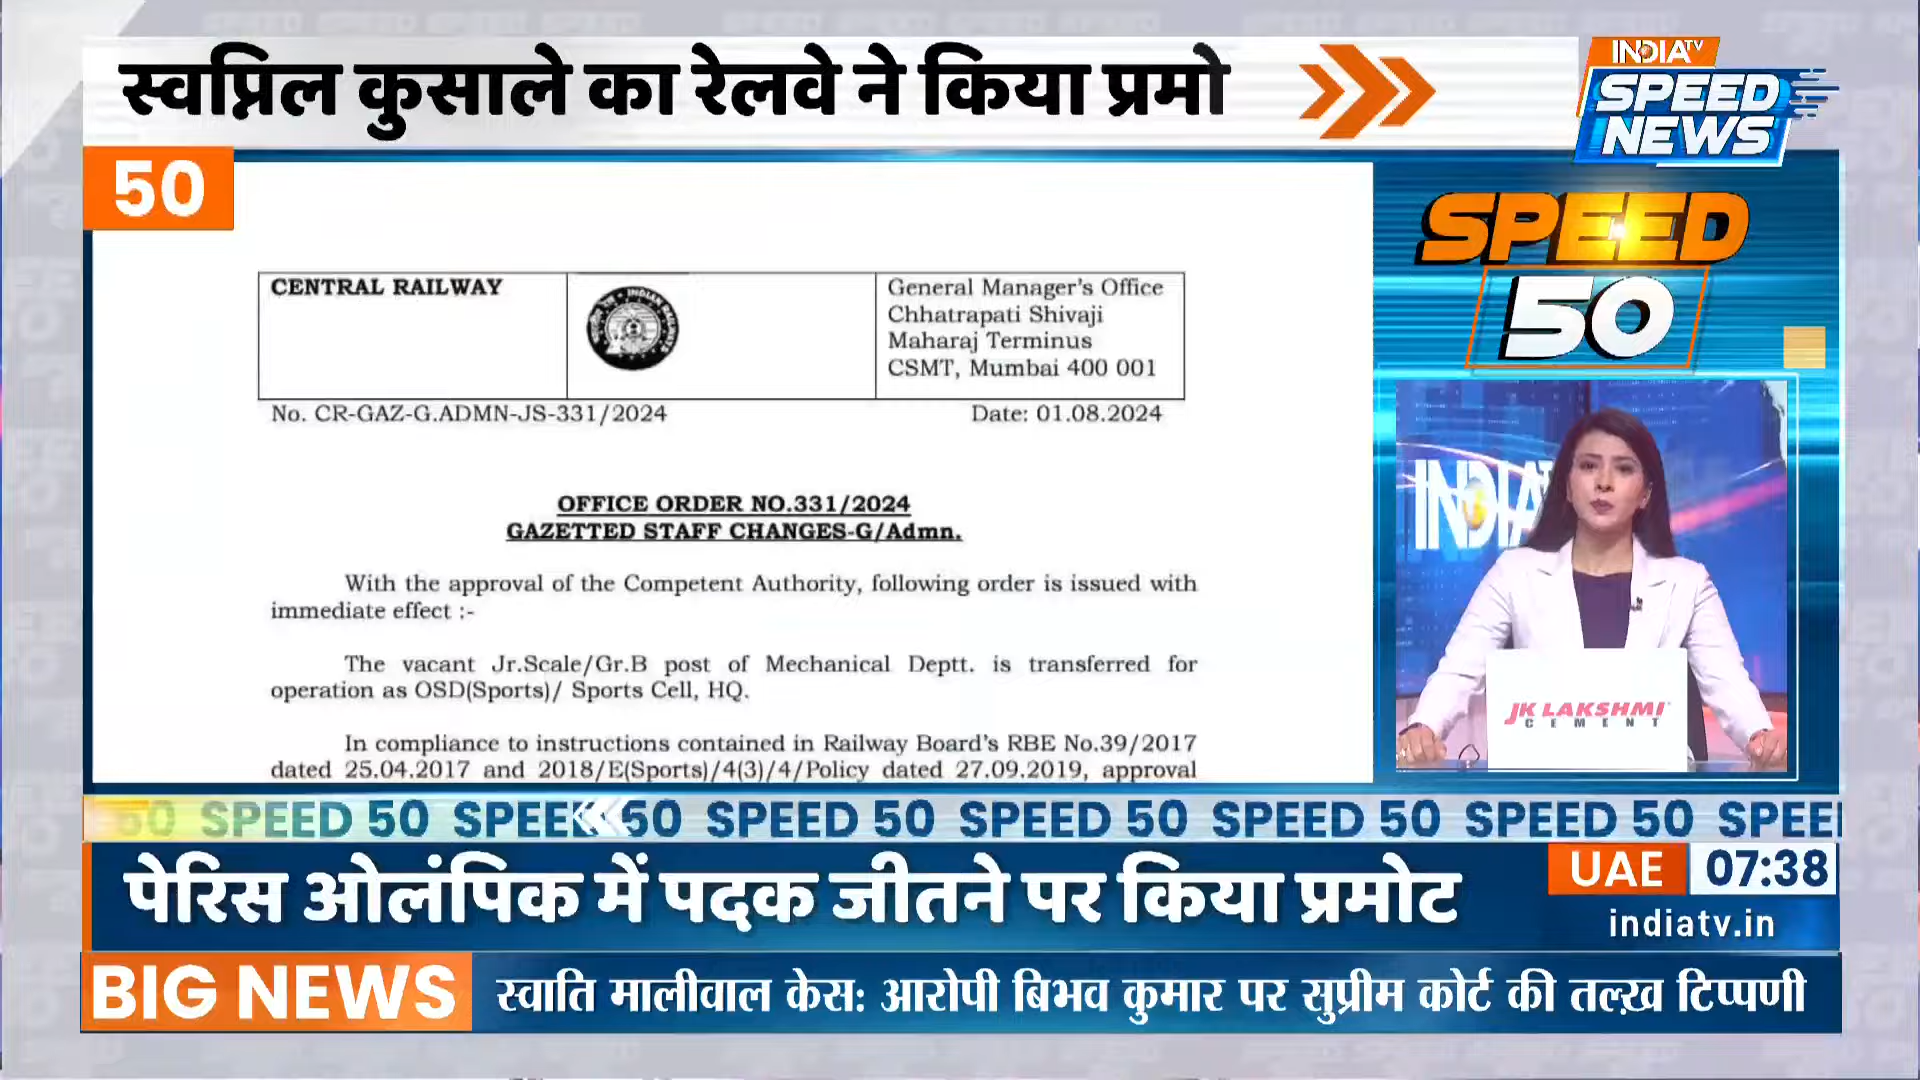 स्वप्निल कुसाले का रेलवे ने किया प्रमो
INDIA TV
SPEED
NEWS
50
SPEED
50
CENTRAL RAILWAY
General Manager's Office
Chhatrapati Shivaji
Maharaj Terminus
CSMT, Mumbai 400 001
No. CR-GAZ-G.ADMN-JS-331/2024
Date: 01.08.2024
OFFICE ORDER NO.331/2024
GAZETTED STAFF CHANGES-G/Admn.
With the approval of the Competent Authority, following order is issued with
immediate effect :-
The vacant Jr.Scale/Gr.B post of Mechanical Deptt. is transferred for
operation as OSD(Sports)/ Sports Cell, HQ.
In compliance to instructions contained in Railway Board's RBE No.39/2017
dated 25.04.2017 and 2018/E(Sports)/4(3)/4/Policy dated 27.09.2019, approval
INDIA
JK LAKSHMI
CEMENT
50 SPEED 50 SPEE 50 SPEED 50 SPEED 50 SPEED 50 SPEED 50 SPEE
पेरिस ओलंपिक में पदक जीतने पर किया प्रमोट
UAE 07:38
indiatv.in
BIG NEWS
स्वाति मालीवाल केस: आरोपी बिभव कुमार पर सुप्रीम कोर्ट की तल्ख़ टिप्पणी